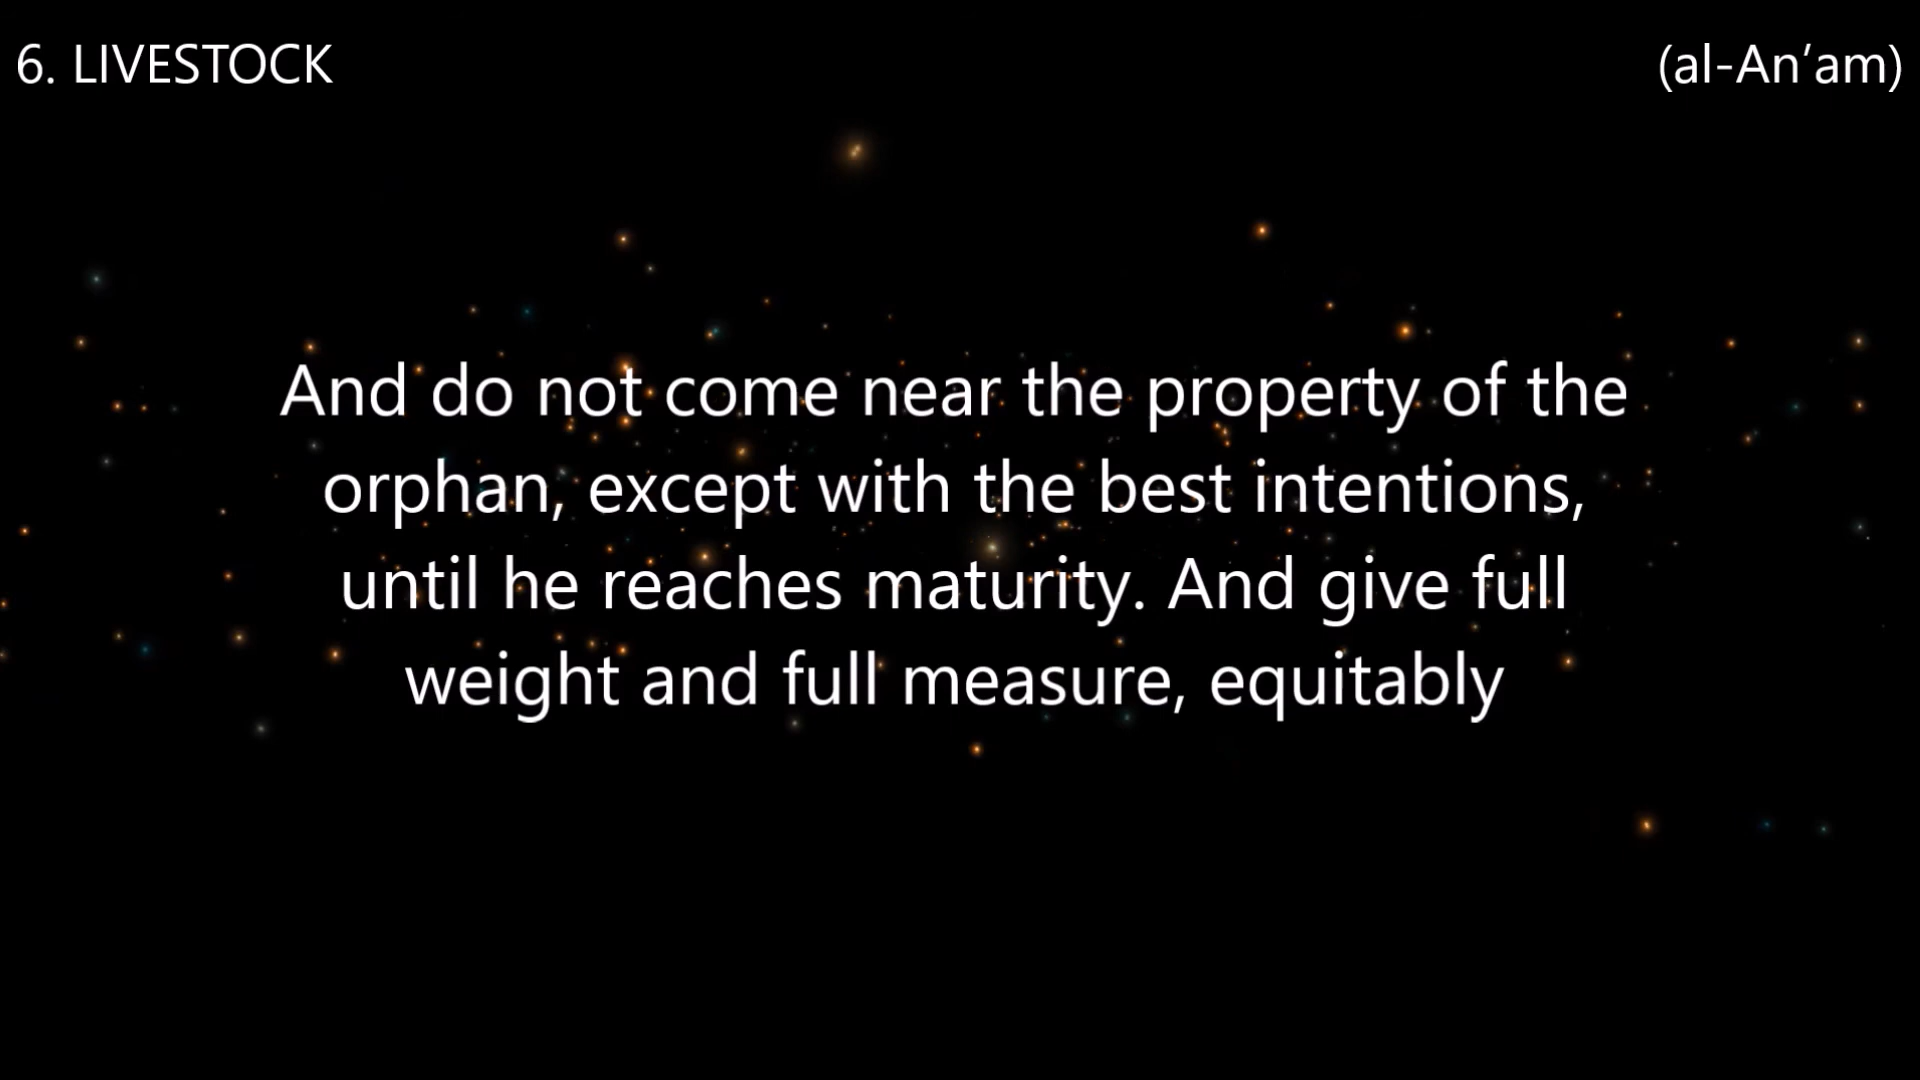 6. LIVESTOCK
(al-An’am)
And do not come near the property of the
orphan, except with the best intentions,
until he reaches maturity. And give full
weight and full measure, equitably